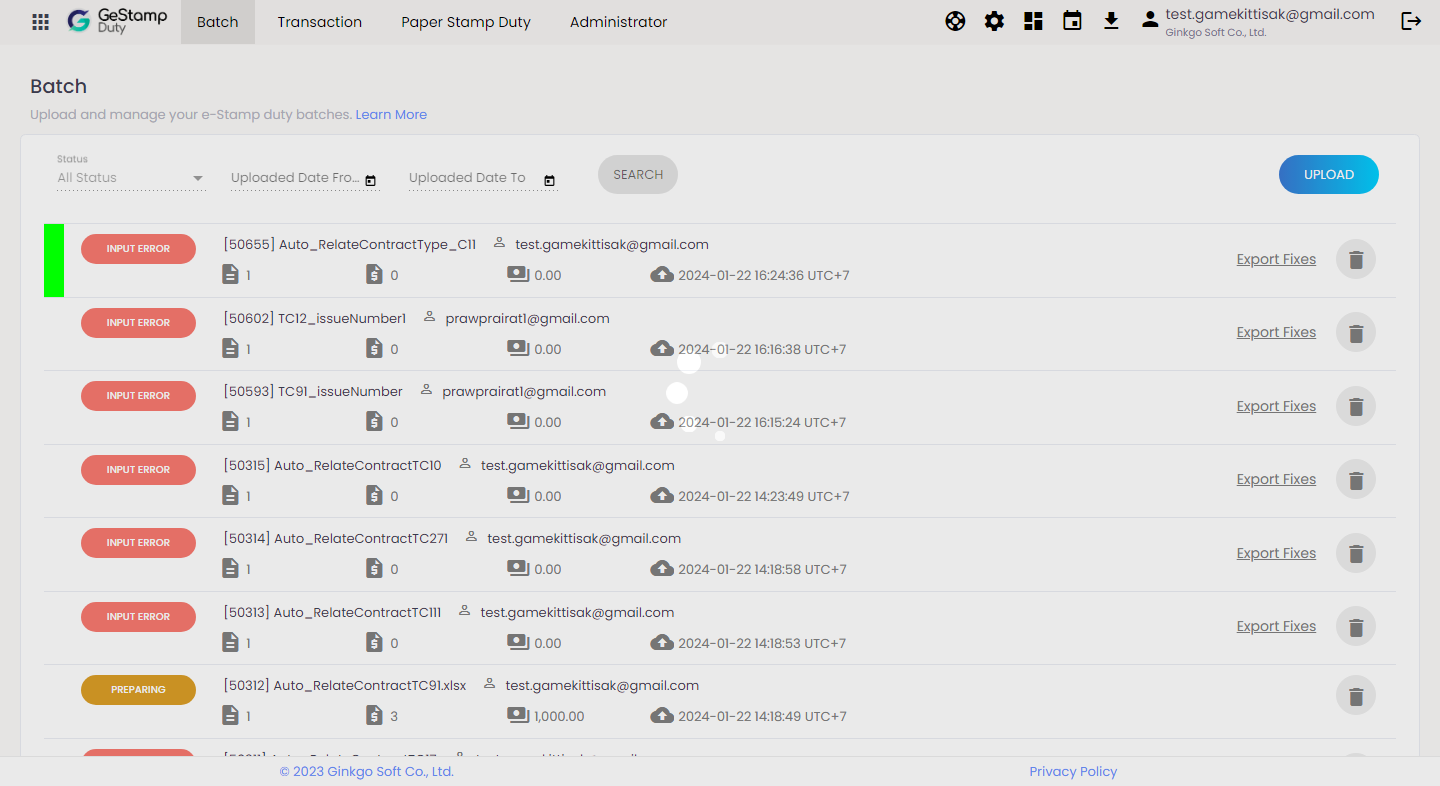 GeStamp
Duty
Batch
Transaction
Paper Stamp Duty
Administrator
test.gamekittisak@gmail.com
Ginkgo Soft Co., Ltd.
Batch
Upload and manage your e-Stamp duty batches. Learn More
Status
All Status
Uploaded Date Fro...
Uploaded Date To
SEARCH
UPLOAD
INPUT ERROR
[50655] Auto_RelateContractType_C11 test.gamekittisak@gmail.com
1 0 0.00 2024-01-22 16:24:36 UTC+7
Export Fixes
INPUT ERROR
[50602] TC12_issueNumber1 prawprairat1@gmail.com
1 0 0.00 2024-01-22 16:16:38 UTC+7
Export Fixes
INPUT ERROR
[50593] TC91_issueNumber prawprairat1@gmail.com
1 0 0.00 2024-01-22 16:15:24 UTC+7
Export Fixes
INPUT ERROR
[50315] Auto_RelateContractTC10 test.gamekittisak@gmail.com
1 0 0.00 2024-01-22 14:23:49 UTC+7
Export Fixes
INPUT ERROR
[50314] Auto_RelateContractTC271 test.gamekittisak@gmail.com
1 0 0.00 2024-01-22 14:18:58 UTC+7
Export Fixes
INPUT ERROR
[50313] Auto_RelateContractTC111 test.gamekittisak@gmail.com
1 0 0.00 2024-01-22 14:18:53 UTC+7
Export Fixes
PREPARING
[50312] Auto_RelateContractTC91.xlsx test.gamekittisak@gmail.com
1 3 1,000.00 2024-01-22 14:18:49 UTC+7
© 2023 Ginkgo Soft Co., Ltd.
Privacy Policy